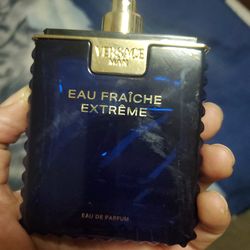 VERSACE
MAN
EAU FRAÎCHE
EXTRÊME
EAU DE PARFUM